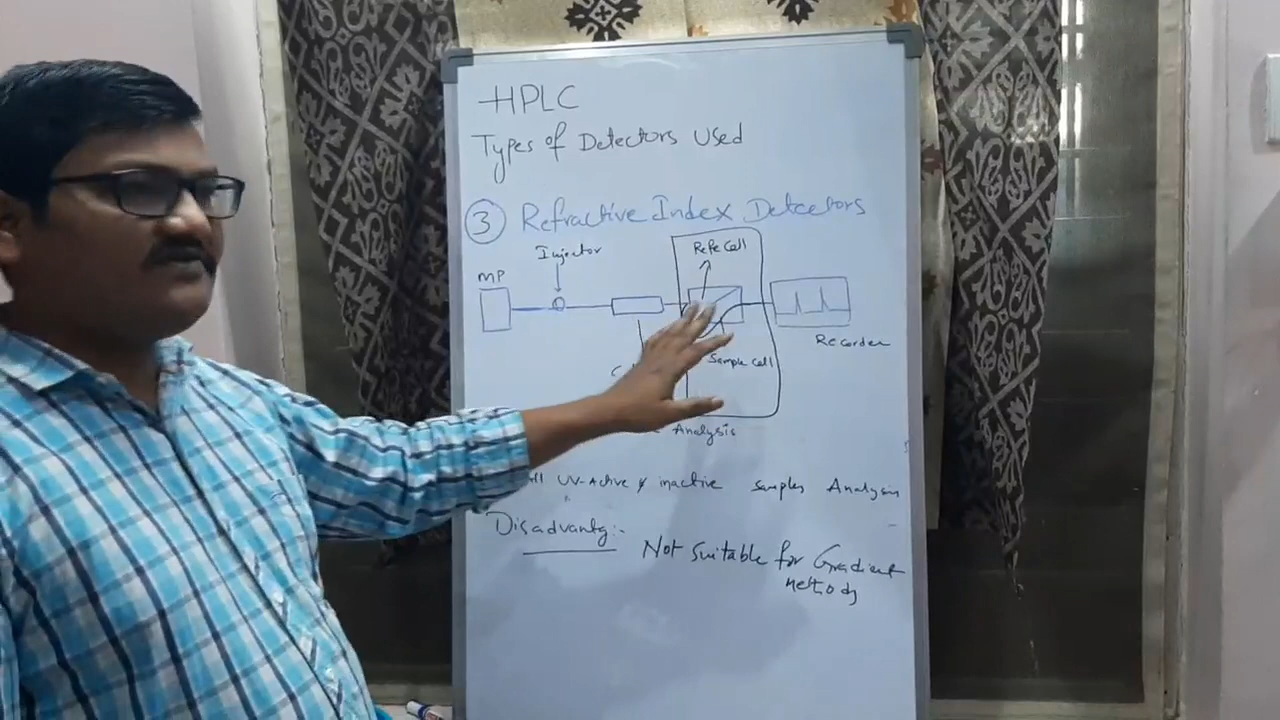 HPLC
Types of Detectors Used
3 Refractive Index Detectors
Injector
Refe Cell
MP
Recorder
Sample Cell
Analysis
UV-Active & inactive samples Analysis
Disadvantg:-
Not suitable for Gradient
methods